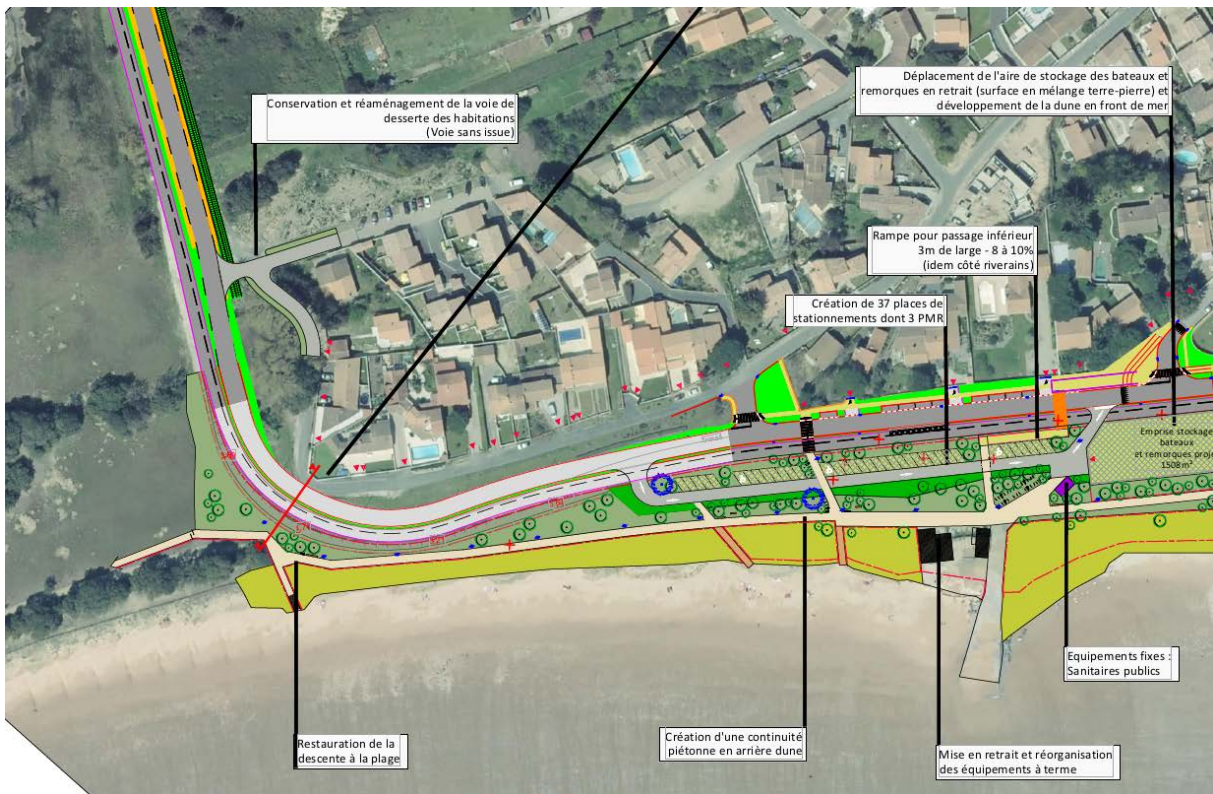 Déplacement de l'aire de stockage des bateaux et
remorques en retrait (surface en mélange terre-pierre) et
développement de la dune en front de mer
Conservation et réaménagement de la voie de
desserte des habitations
(Voie sans issue)
Rampe pour passage inférieur
3m de large - 8 à 10%
(idem côté riverains)
Création de 37 places de
stationnements dont 3 PMR
Emprise stockage
bateaux
et remorques proje
1508m²
Equipements fixes :
Sanitaires publics
Restauration de la
descente à la plage
Création d'une continuité
piétonne en arrière dune
Mise en retrait et réorganisation
des équipements à terme